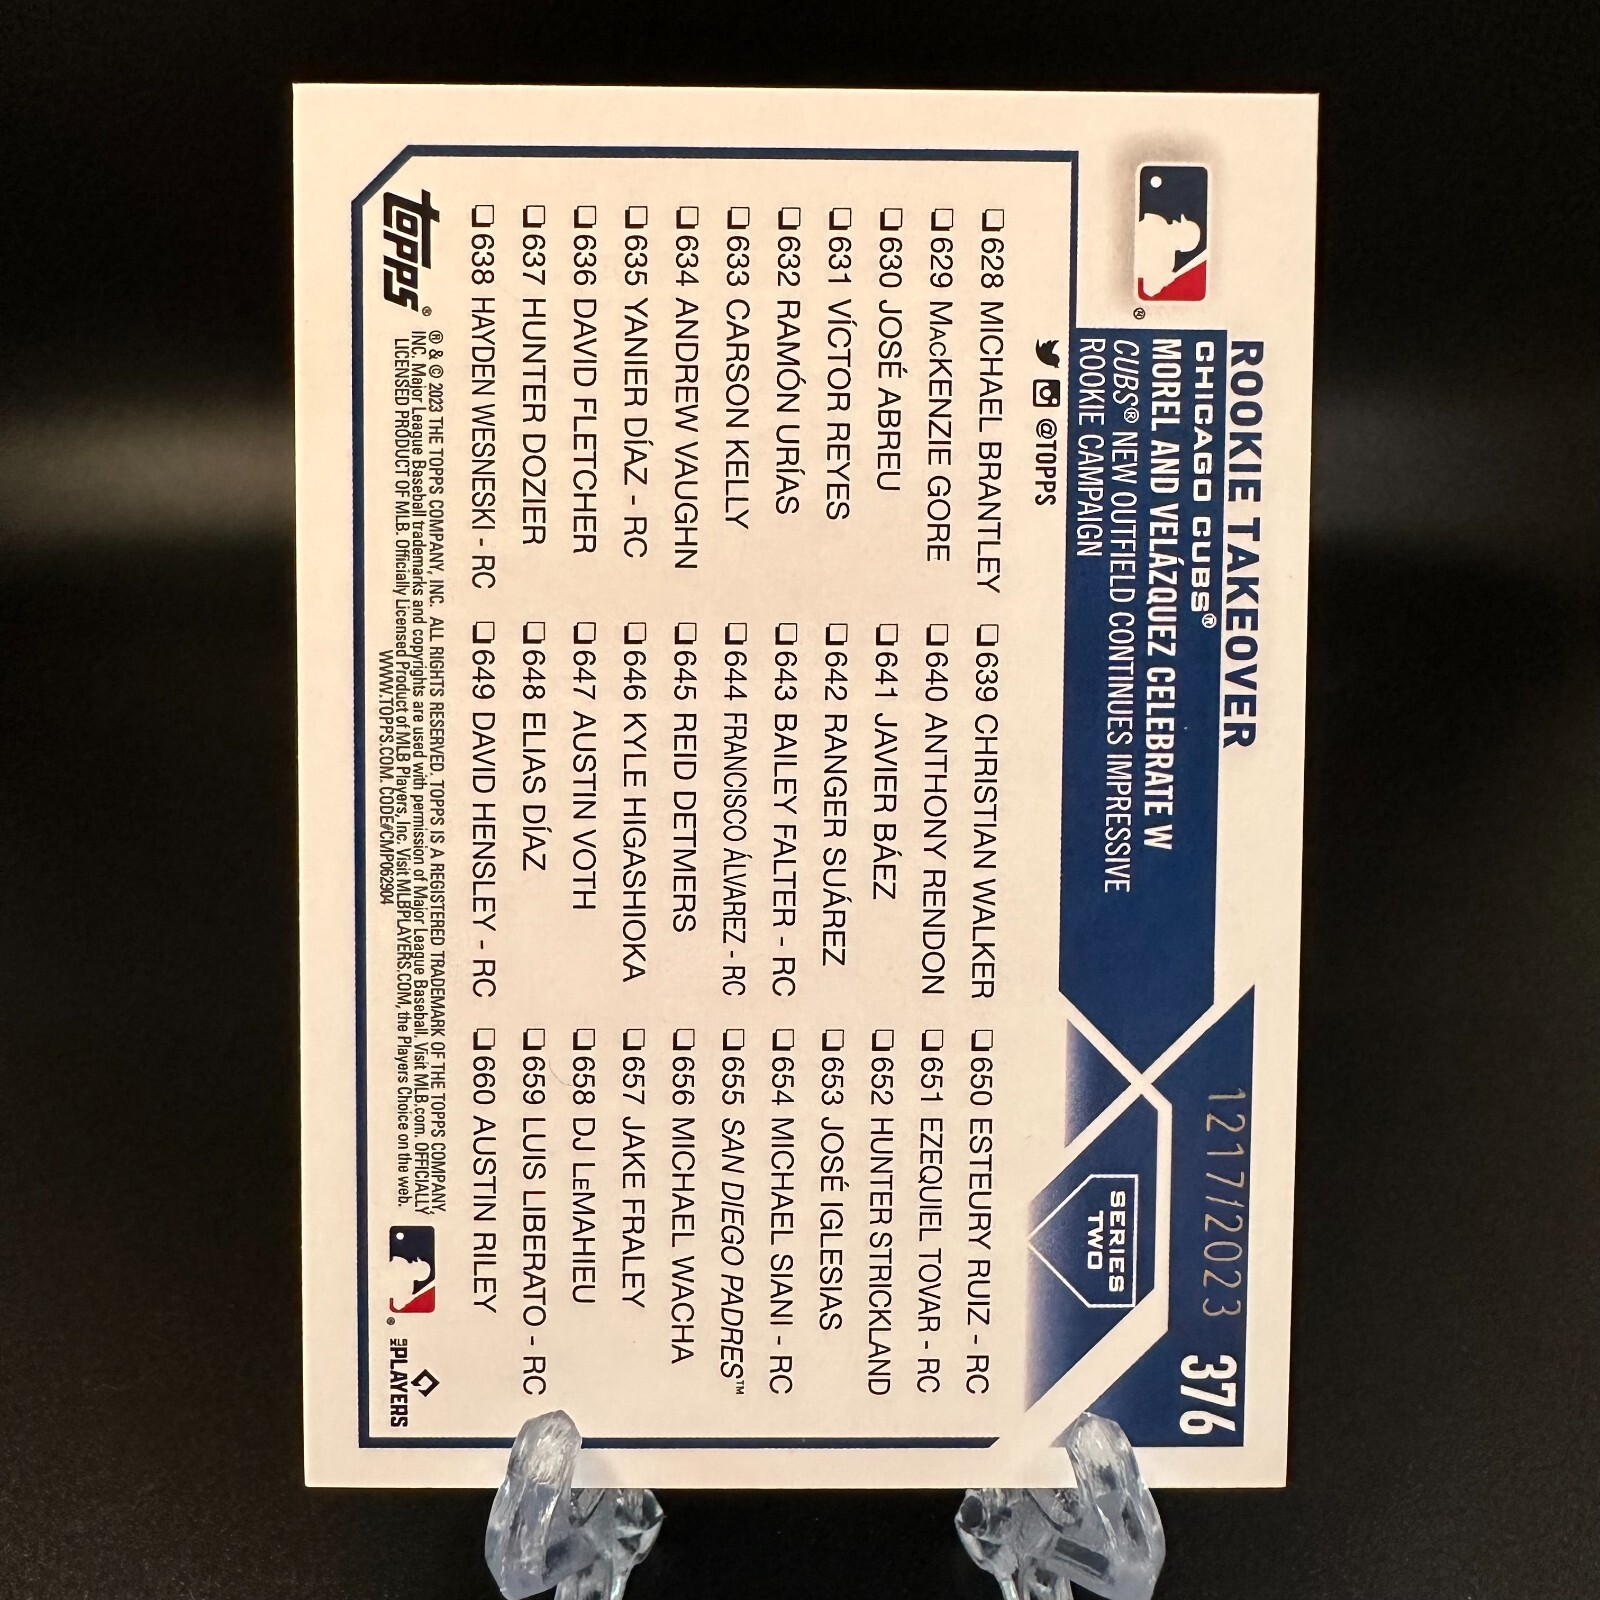 ROOKIE TAKEOVER
1217/2023
376
CHICAGO CUBS®
MOREL AND VELÁZQUEZ CELEBRATE W
CUBS® NEW OUTFIELD CONTINUES IMPRESSIVE
ROOKIE CAMPAIGN
SERIES
TWO
@TOPPS
628 MICHAEL BRANTLEY
629 MacKENZIE GORE
630 JOSÉ ABREU
631 VÍCTOR REYES
632 RAMÓN URÍAS
633 CARSON KELLY
634 ANDREW VAUGHN
635 YANIER DÍAZ - RC
636 DAVID FLETCHER
637 HUNTER DOZIER
638 HAYDEN WESNESKI - RC
639 CHRISTIAN WALKER
640 ANTHONY RENDON
641 JAVIER BÁEZ
642 RANGER SUÁREZ
643 BAILEY FALTER - RC
644 FRANCISCO ÁLVAREZ - RC
645 REID DETMERS
646 KYLE HIGASHIOKA
647 AUSTIN VOTH
648 ELIAS DÍAZ
649 DAVID HENSLEY - RC
650 ESTEURY RUIZ - RC
651 EZEQUIEL TOVAR - RC
652 HUNTER STRICKLAND
653 JOSÉ IGLESIAS
654 MICHAEL SIANI - RC
655 SAN DIEGO PADRES™
656 MICHAEL WACHA
657 JAKE FRALEY
658 DJ LeMAHIEU
659 LUIS LIBERATO - RC
660 AUSTIN RILEY
topps®
® & © 2023 THE TOPPS COMPANY, INC. ALL RIGHTS RESERVED. TOPPS IS A REGISTERED TRADEMARK OF THE TOPPS COMPANY,
INC. Major League Baseball trademarks and copyrights are used with permission of Major League Baseball. Visit MLB.com. OFFICIALLY
LICENSED PRODUCT OF MLB. Officially Licensed Product of MLB Players, Inc. Visit MLBPLAYERS.COM, the Players Choice on the web.
WWW.TOPPS.COM. CODE#CMP062904
MLB PLAYERS